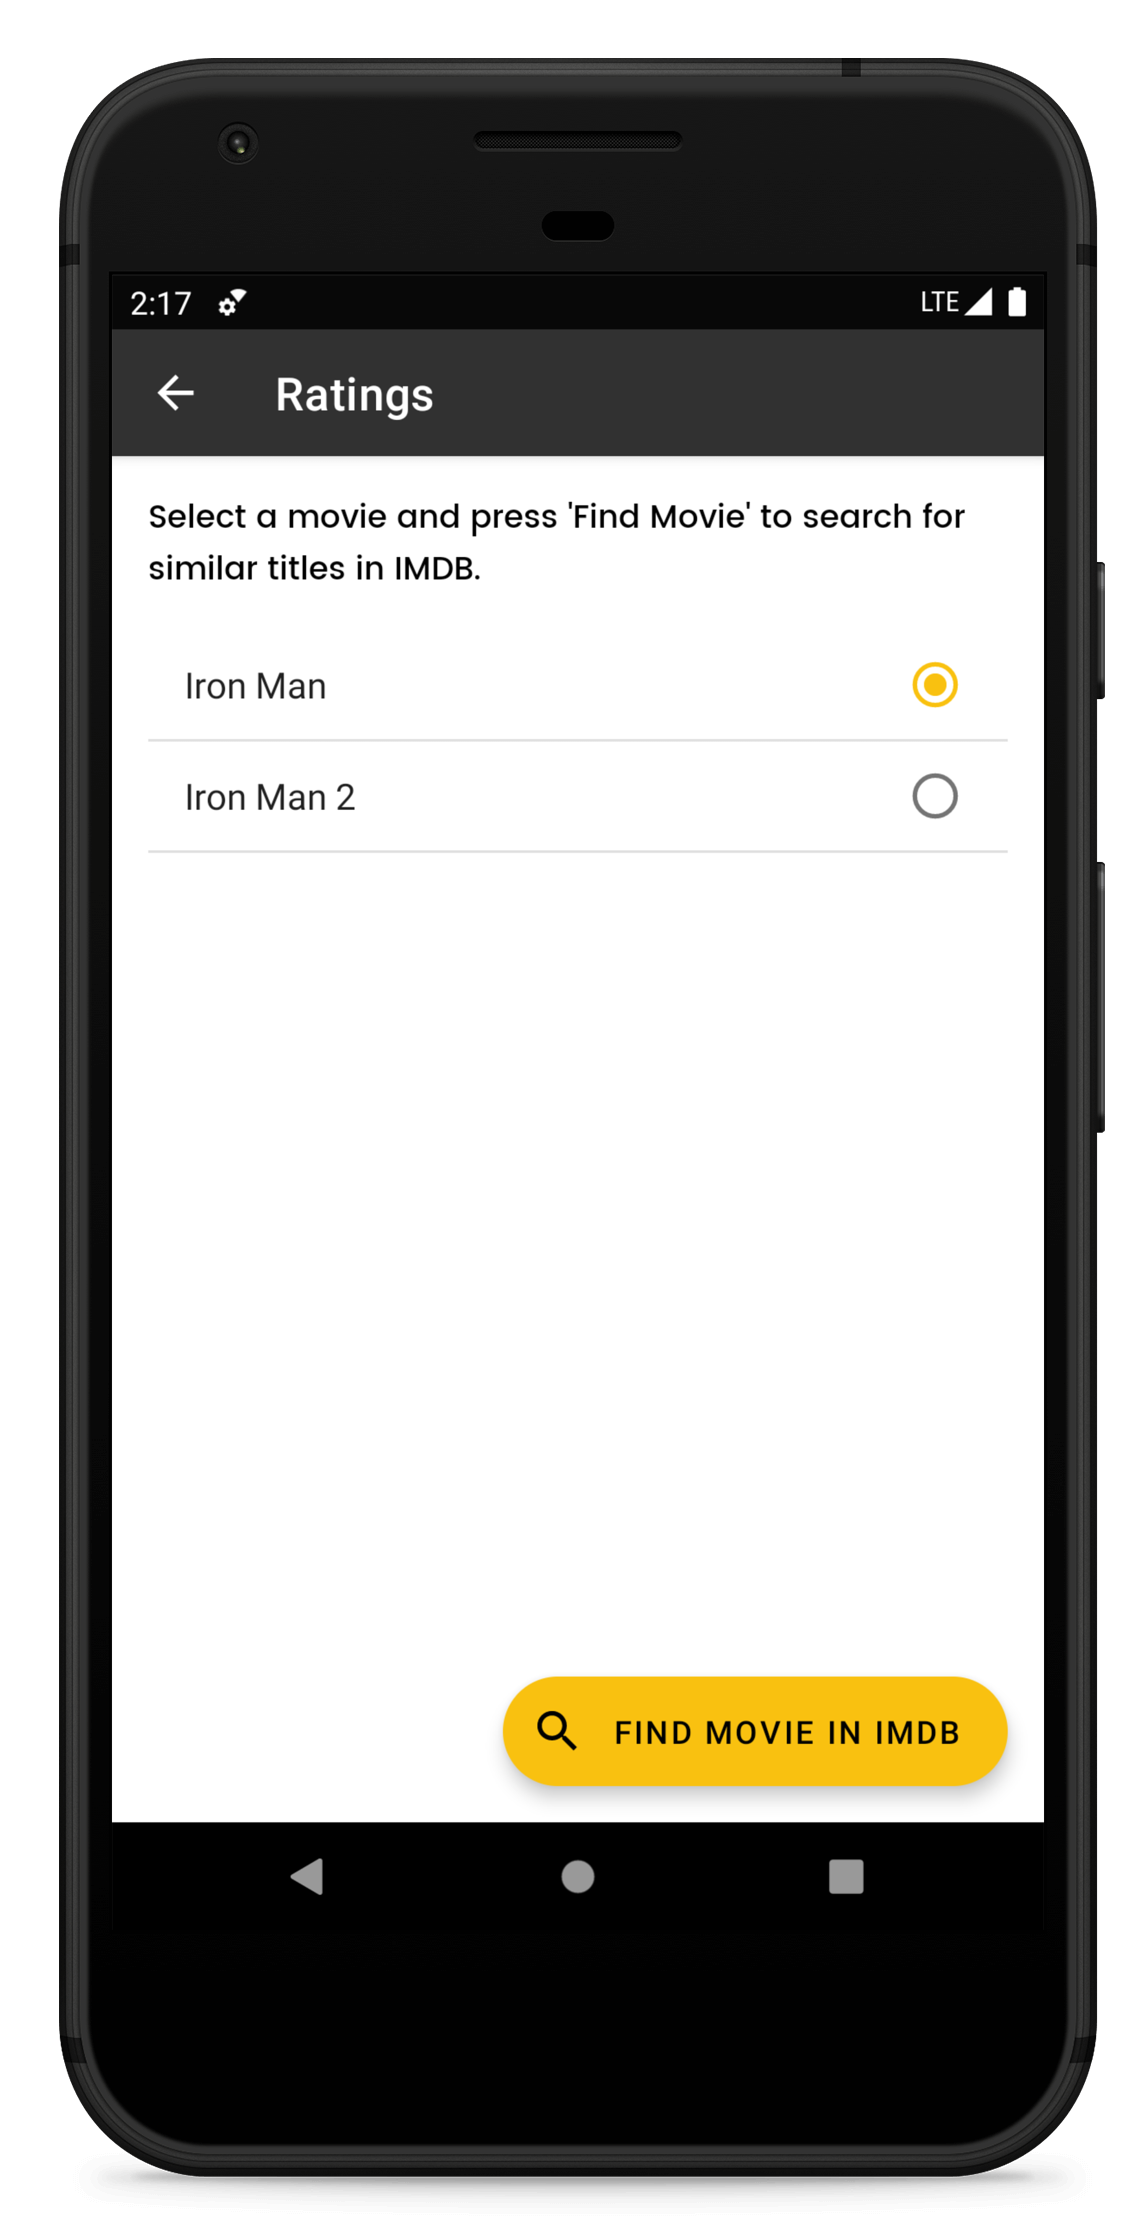 2:17 LTE
Ratings
Select a movie and press 'Find Movie' to search for
similar titles in IMDB.
Iron Man
Iron Man 2
FIND MOVIE IN IMDB